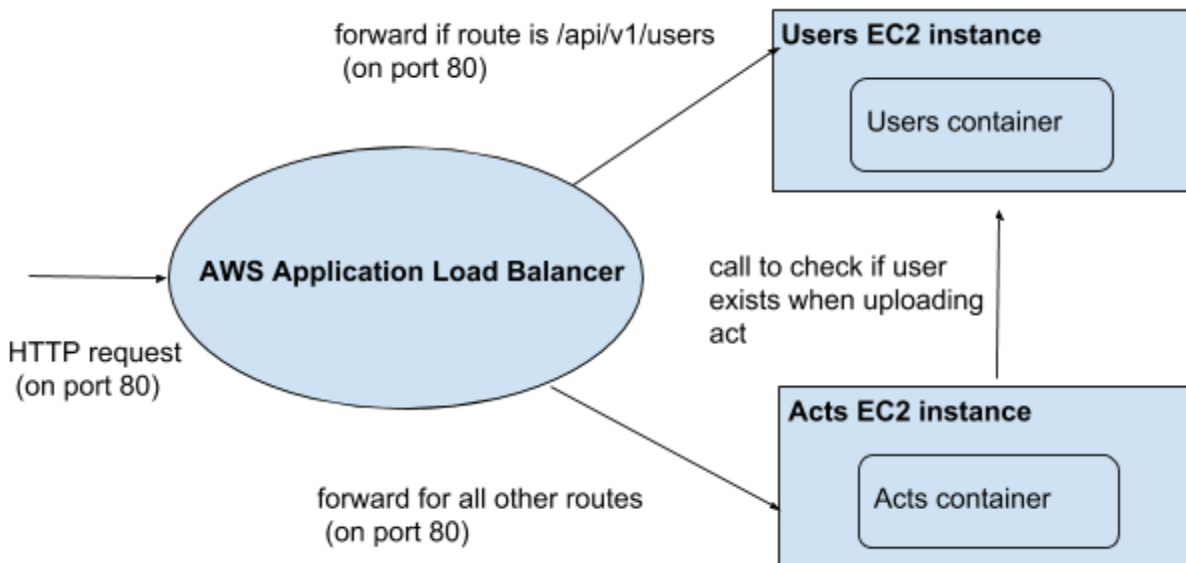 forward if route is /api/v1/users
(on port 80)
Users EC2 instance
Users container
AWS Application Load Balancer
call to check if user
exists when uploading
act
HTTP request
(on port 80)
Acts EC2 instance
Acts container
forward for all other routes
(on port 80)